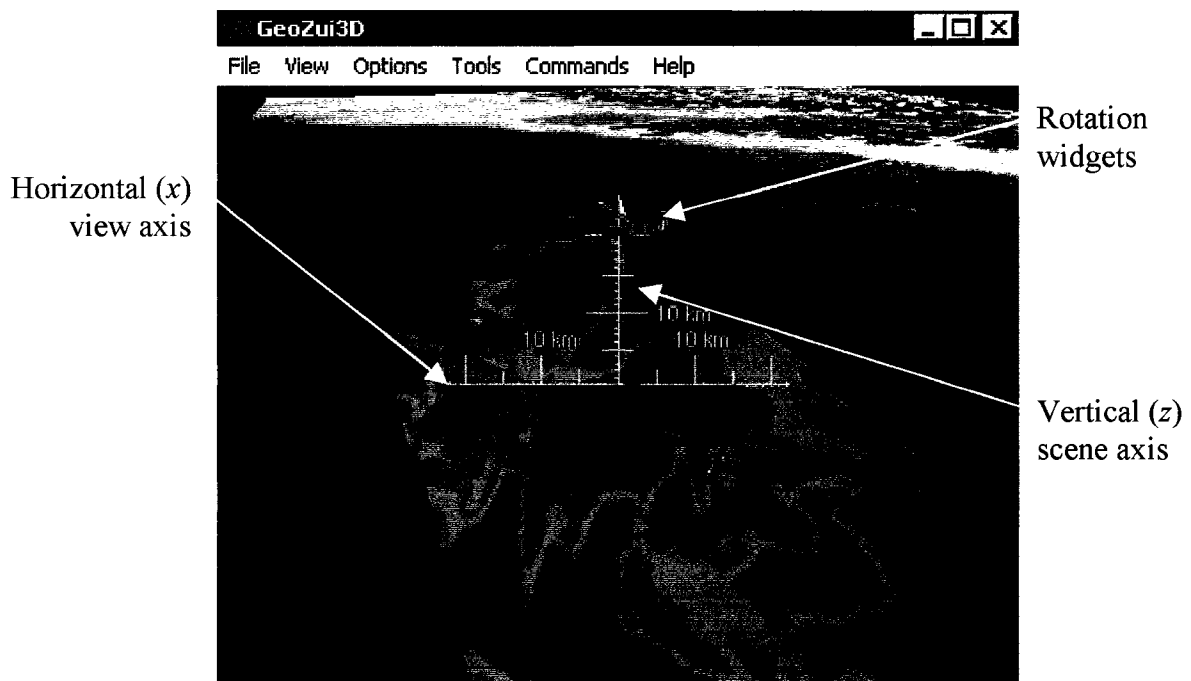 GeoZui3D
File View Options Tools Commands Help
Rotation
widgets
Horizontal (x)
view axis
10 km
10 km
10
Vertical (z)
scene axis